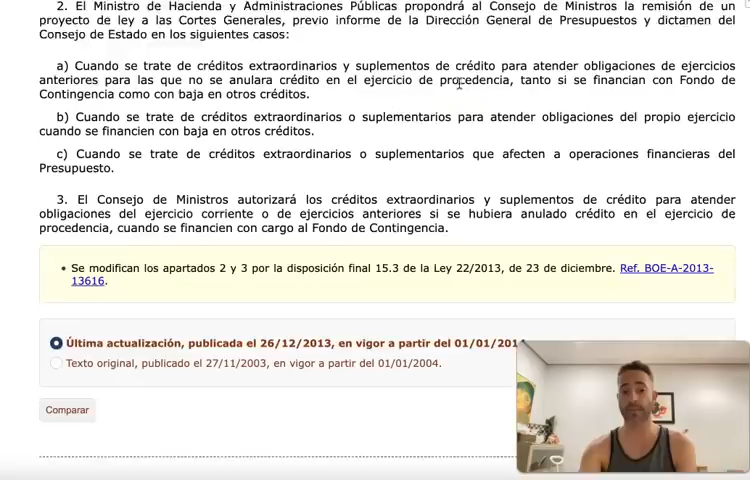 2. El Ministro de Hacienda y Administraciones Públicas propondrá al Consejo de Ministros la remisión de un
proyecto de ley a las Cortes Generales, previo informe de la Dirección General de Presupuestos y dictamen del
Consejo de Estado en los siguientes casos:
a) Cuando se trate de créditos extraordinarios y suplementos de crédito para atender obligaciones de ejercicios
anteriores para las que no se anulara crédito en el ejercicio de procedencia, tanto si se financian con Fondo de
Contingencia como con baja en otros créditos.
b) Cuando se trate de créditos extraordinarios o suplementarios para atender obligaciones del propio ejercicio
cuando se financien con baja en otros créditos.
c) Cuando se trate de créditos extraordinarios o suplementarios que afecten a operaciones financieras del
Presupuesto.
3. El Consejo de Ministros autorizará los créditos extraordinarios y suplementos de crédito para atender
obligaciones del ejercicio corriente o de ejercicios anteriores si se hubiera anulado crédito en el ejercicio de
procedencia, cuando se financien con cargo al Fondo de Contingencia.
• Se modifican los apartados 2 y 3 por la disposición final 15.3 de la Ley 22/2013, de 23 de diciembre. Ref. BOE-A-2013-
13616.
Última actualización, publicada el 26/12/2013, en vigor a partir del 01/01/201
Texto original, publicado el 27/11/2003, en vigor a partir del 01/01/2004.
Comparar